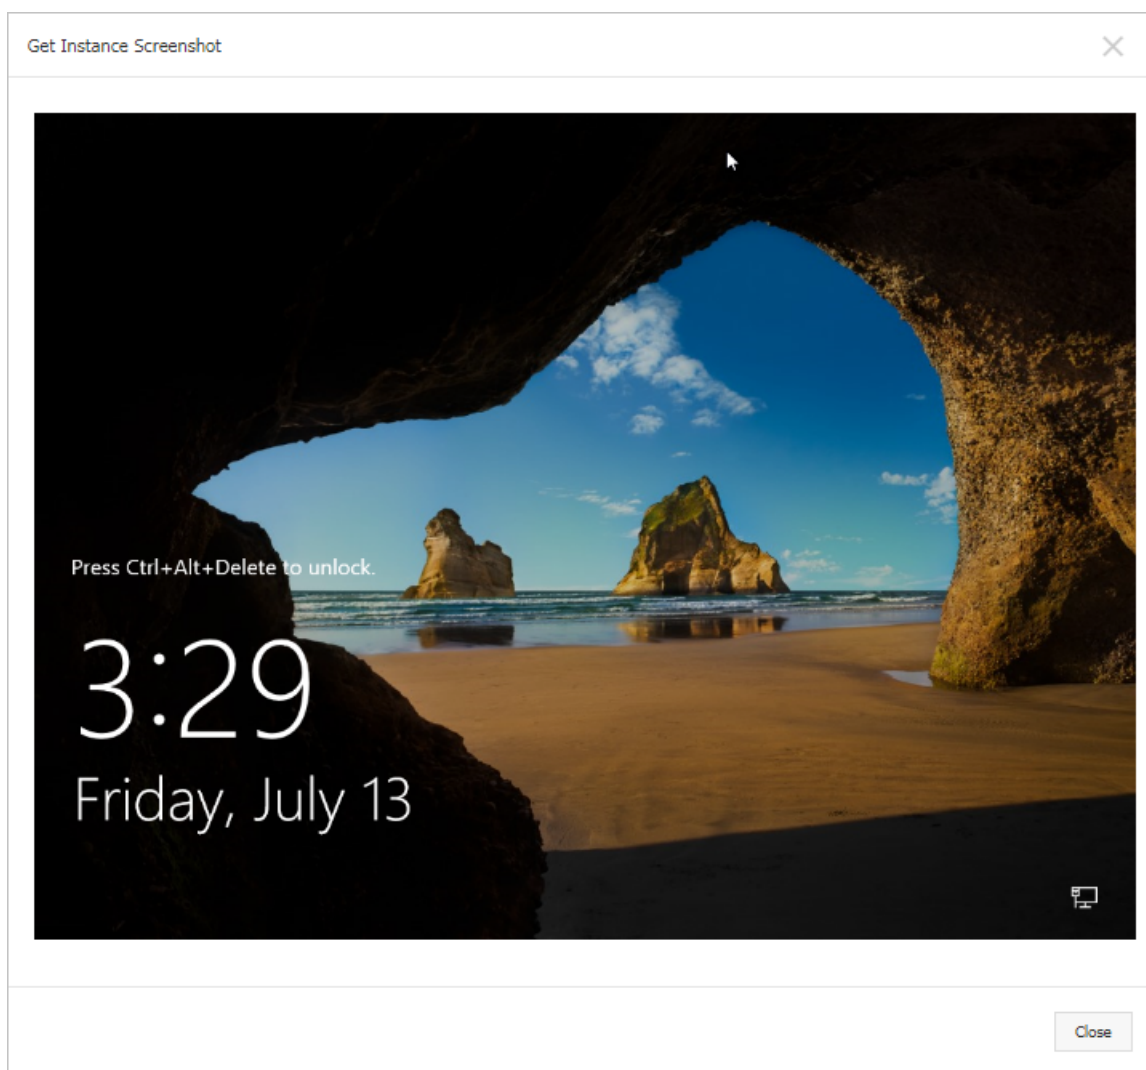 Get Instance Screenshot
Press Ctrl+Alt+Delete to unlock.
3:29
Friday, July 13
Close